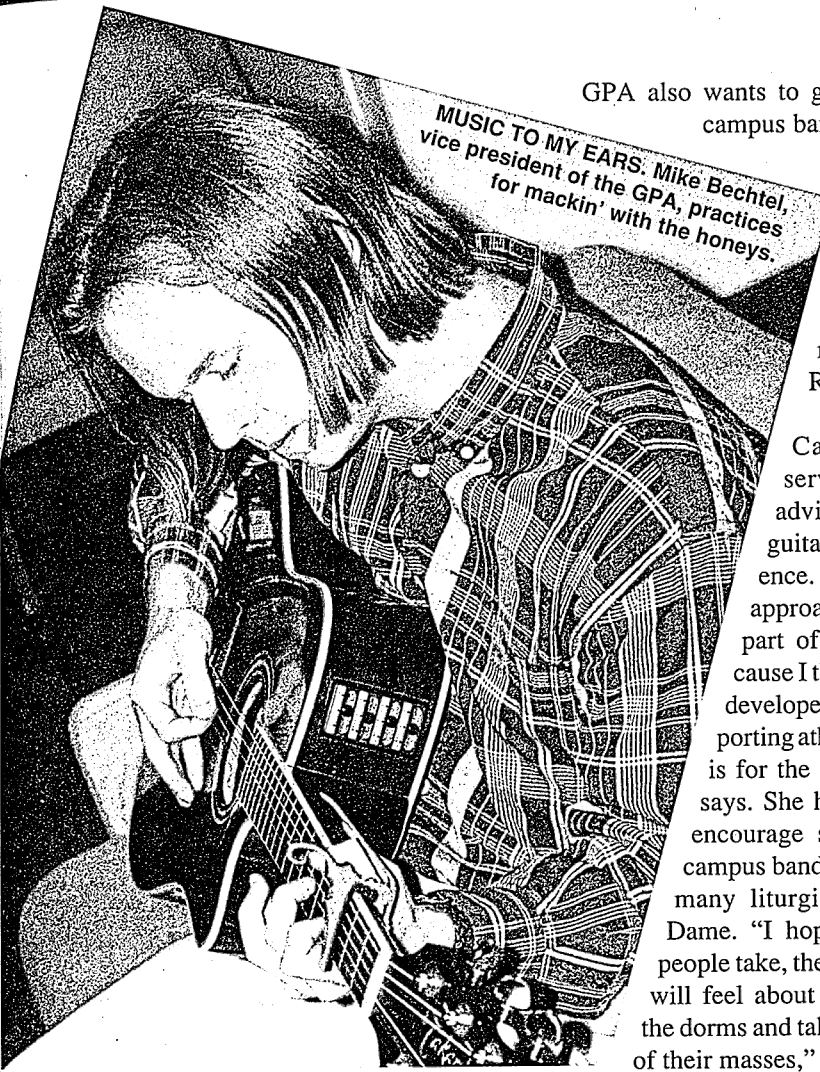 GPA also wants to g
campus ba
MUSIC TO MY EARS. Mike Bechtel,
vice president of the GPA, practices
for mackin' with the honeys.
R
Ca
serv
advi
guita
ence.
approa
part of
cause I t
develope
porting ath
is for the
says. She h
encourage s
campus band
many liturgi
Dame. “I hop
people take, the
will feel about
the dorms and tal
of their masses,”